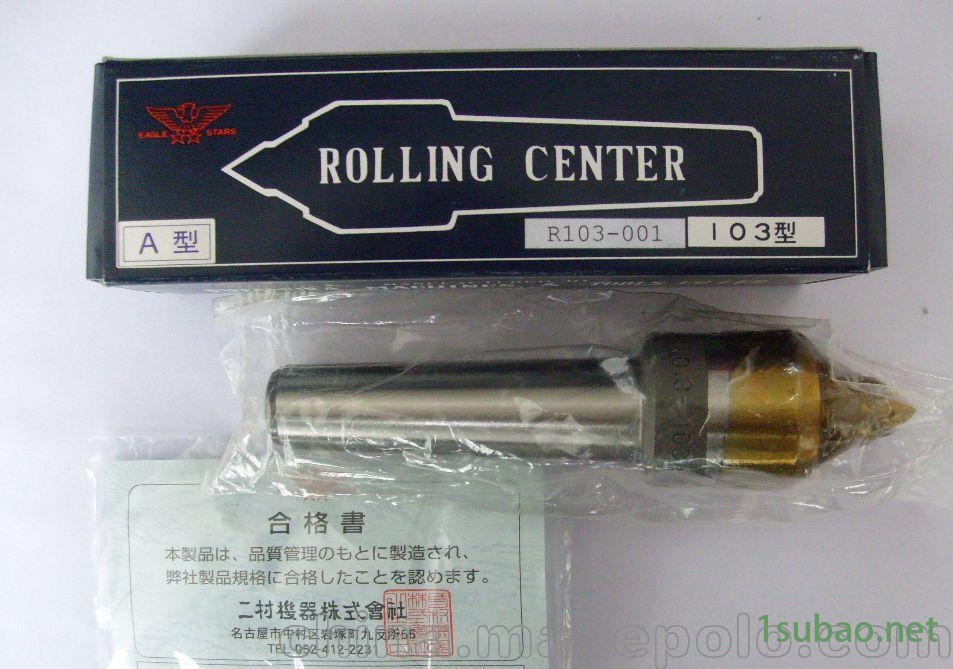 EAGLE STARS
ROLLING CENTER
A 型
R103-001
103型
合格書
本製品は、品質管理のもとに製造され、
弊社製品規格に合格したことを認めます。
二村機器株式會社
名古屋市中村区岩塚町九反所55
TEL 052-412-2231
1subao.net